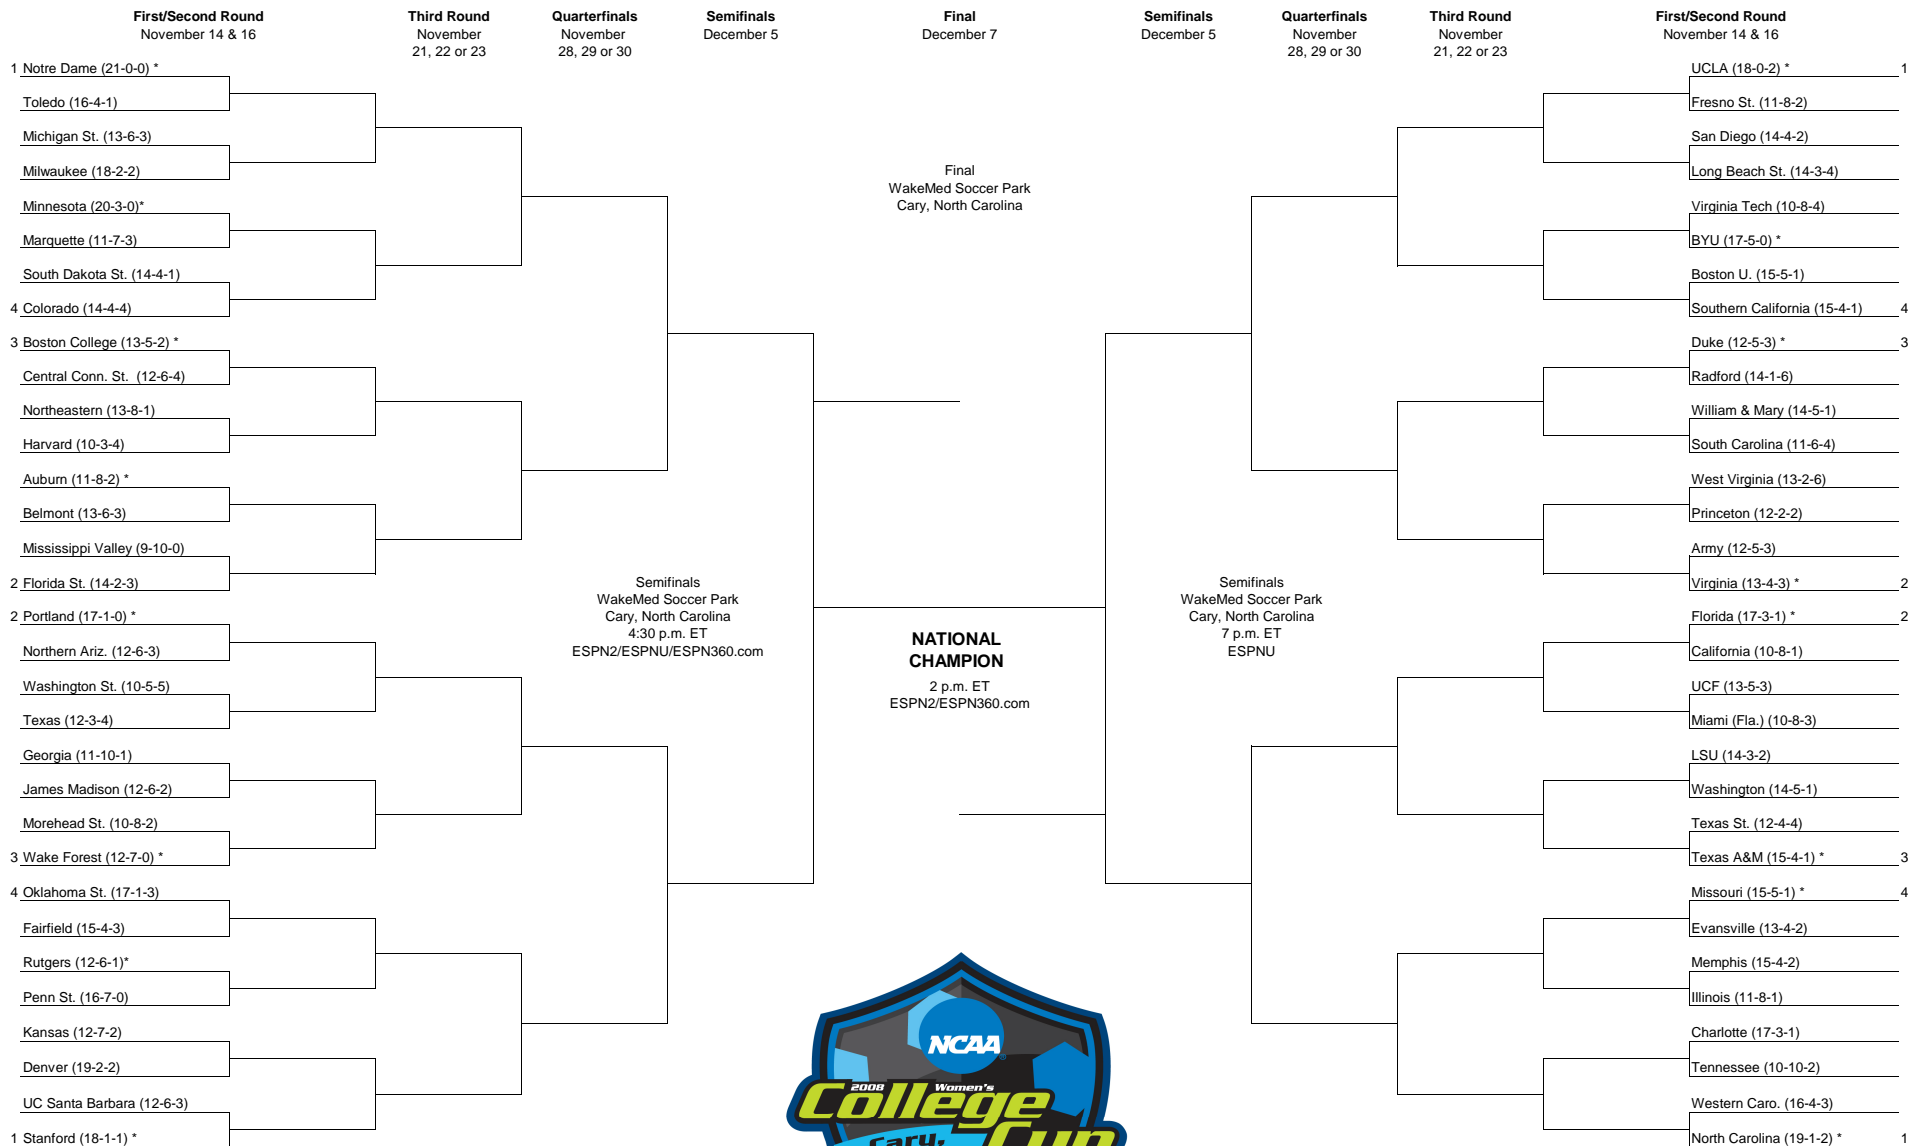 First/Second Round
November 14 & 16
Third Round
November
21, 22 or 23
Quarterfinals
November
28, 29 or 30
Semifinals
December 5
Final
December 7
Semifinals
December 5
Quarterfinals
November
28, 29 or 30
Third Round
November
21, 22 or 23
First/Second Round
November 14 & 16
1 Notre Dame (21-0-0) *
Toledo (16-4-1)
Michigan St. (13-6-3)
Milwaukee (18-2-2)
Minnesota (20-3-0)*
Marquette (11-7-3)
South Dakota St. (14-4-1)
4 Colorado (14-4-4)
3 Boston College (13-5-2) *
Central Conn. St. (12-6-4)
Northeastern (13-8-1)
Harvard (10-3-4)
Auburn (11-8-2) *
Belmont (13-6-3)
Mississippi Valley (9-10-0)
2 Florida St. (14-2-3)
2 Portland (17-1-0) *
Northern Ariz. (12-6-3)
Washington St. (10-5-5)
Texas (12-3-4)
Georgia (11-10-1)
James Madison (12-6-2)
Morehead St. (10-8-2)
3 Wake Forest (12-7-0) *
4 Oklahoma St. (17-1-3)
Fairfield (15-4-3)
Rutgers (12-6-1)*
Penn St. (16-7-0)
Kansas (12-7-2)
Denver (19-2-2)
UC Santa Barbara (12-6-3)
1 Stanford (18-1-1) *
Semifinals
WakeMed Soccer Park
Cary, North Carolina
4:30 p.m. ET
ESPN2/ESPNU/ESPN360.com
Final
WakeMed Soccer Park
Cary, North Carolina
NATIONAL
CHAMPION
2 p.m. ET
ESPN2/ESPN360.com
NCAA
®
2008 Women's
College
Cup
Cary,
Semifinals
WakeMed Soccer Park
Cary, North Carolina
7 p.m. ET
ESPNU
UCLA (18-0-2) * 1
Fresno St. (11-8-2)
San Diego (14-4-2)
Long Beach St. (14-3-4)
Virginia Tech (10-8-4)
BYU (17-5-0) *
Boston U. (15-5-1)
Southern California (15-4-1) 4
Duke (12-5-3) * 3
Radford (14-1-6)
William & Mary (14-5-1)
South Carolina (11-6-4)
West Virginia (13-2-6)
Princeton (12-2-2)
Army (12-5-3)
Virginia (13-4-3) * 2
Florida (17-3-1) * 2
California (10-8-1)
UCF (13-5-3)
Miami (Fla.) (10-8-3)
LSU (14-3-2)
Washington (14-5-1)
Texas St. (12-4-4)
Texas A&M (15-4-1) * 3
Missouri (15-5-1) * 4
Evansville (13-4-2)
Memphis (15-4-2)
Illinois (11-8-1)
Charlotte (17-3-1)
Tennessee (10-10-2)
Western Caro. (16-4-3)
North Carolina (19-1-2) * 1